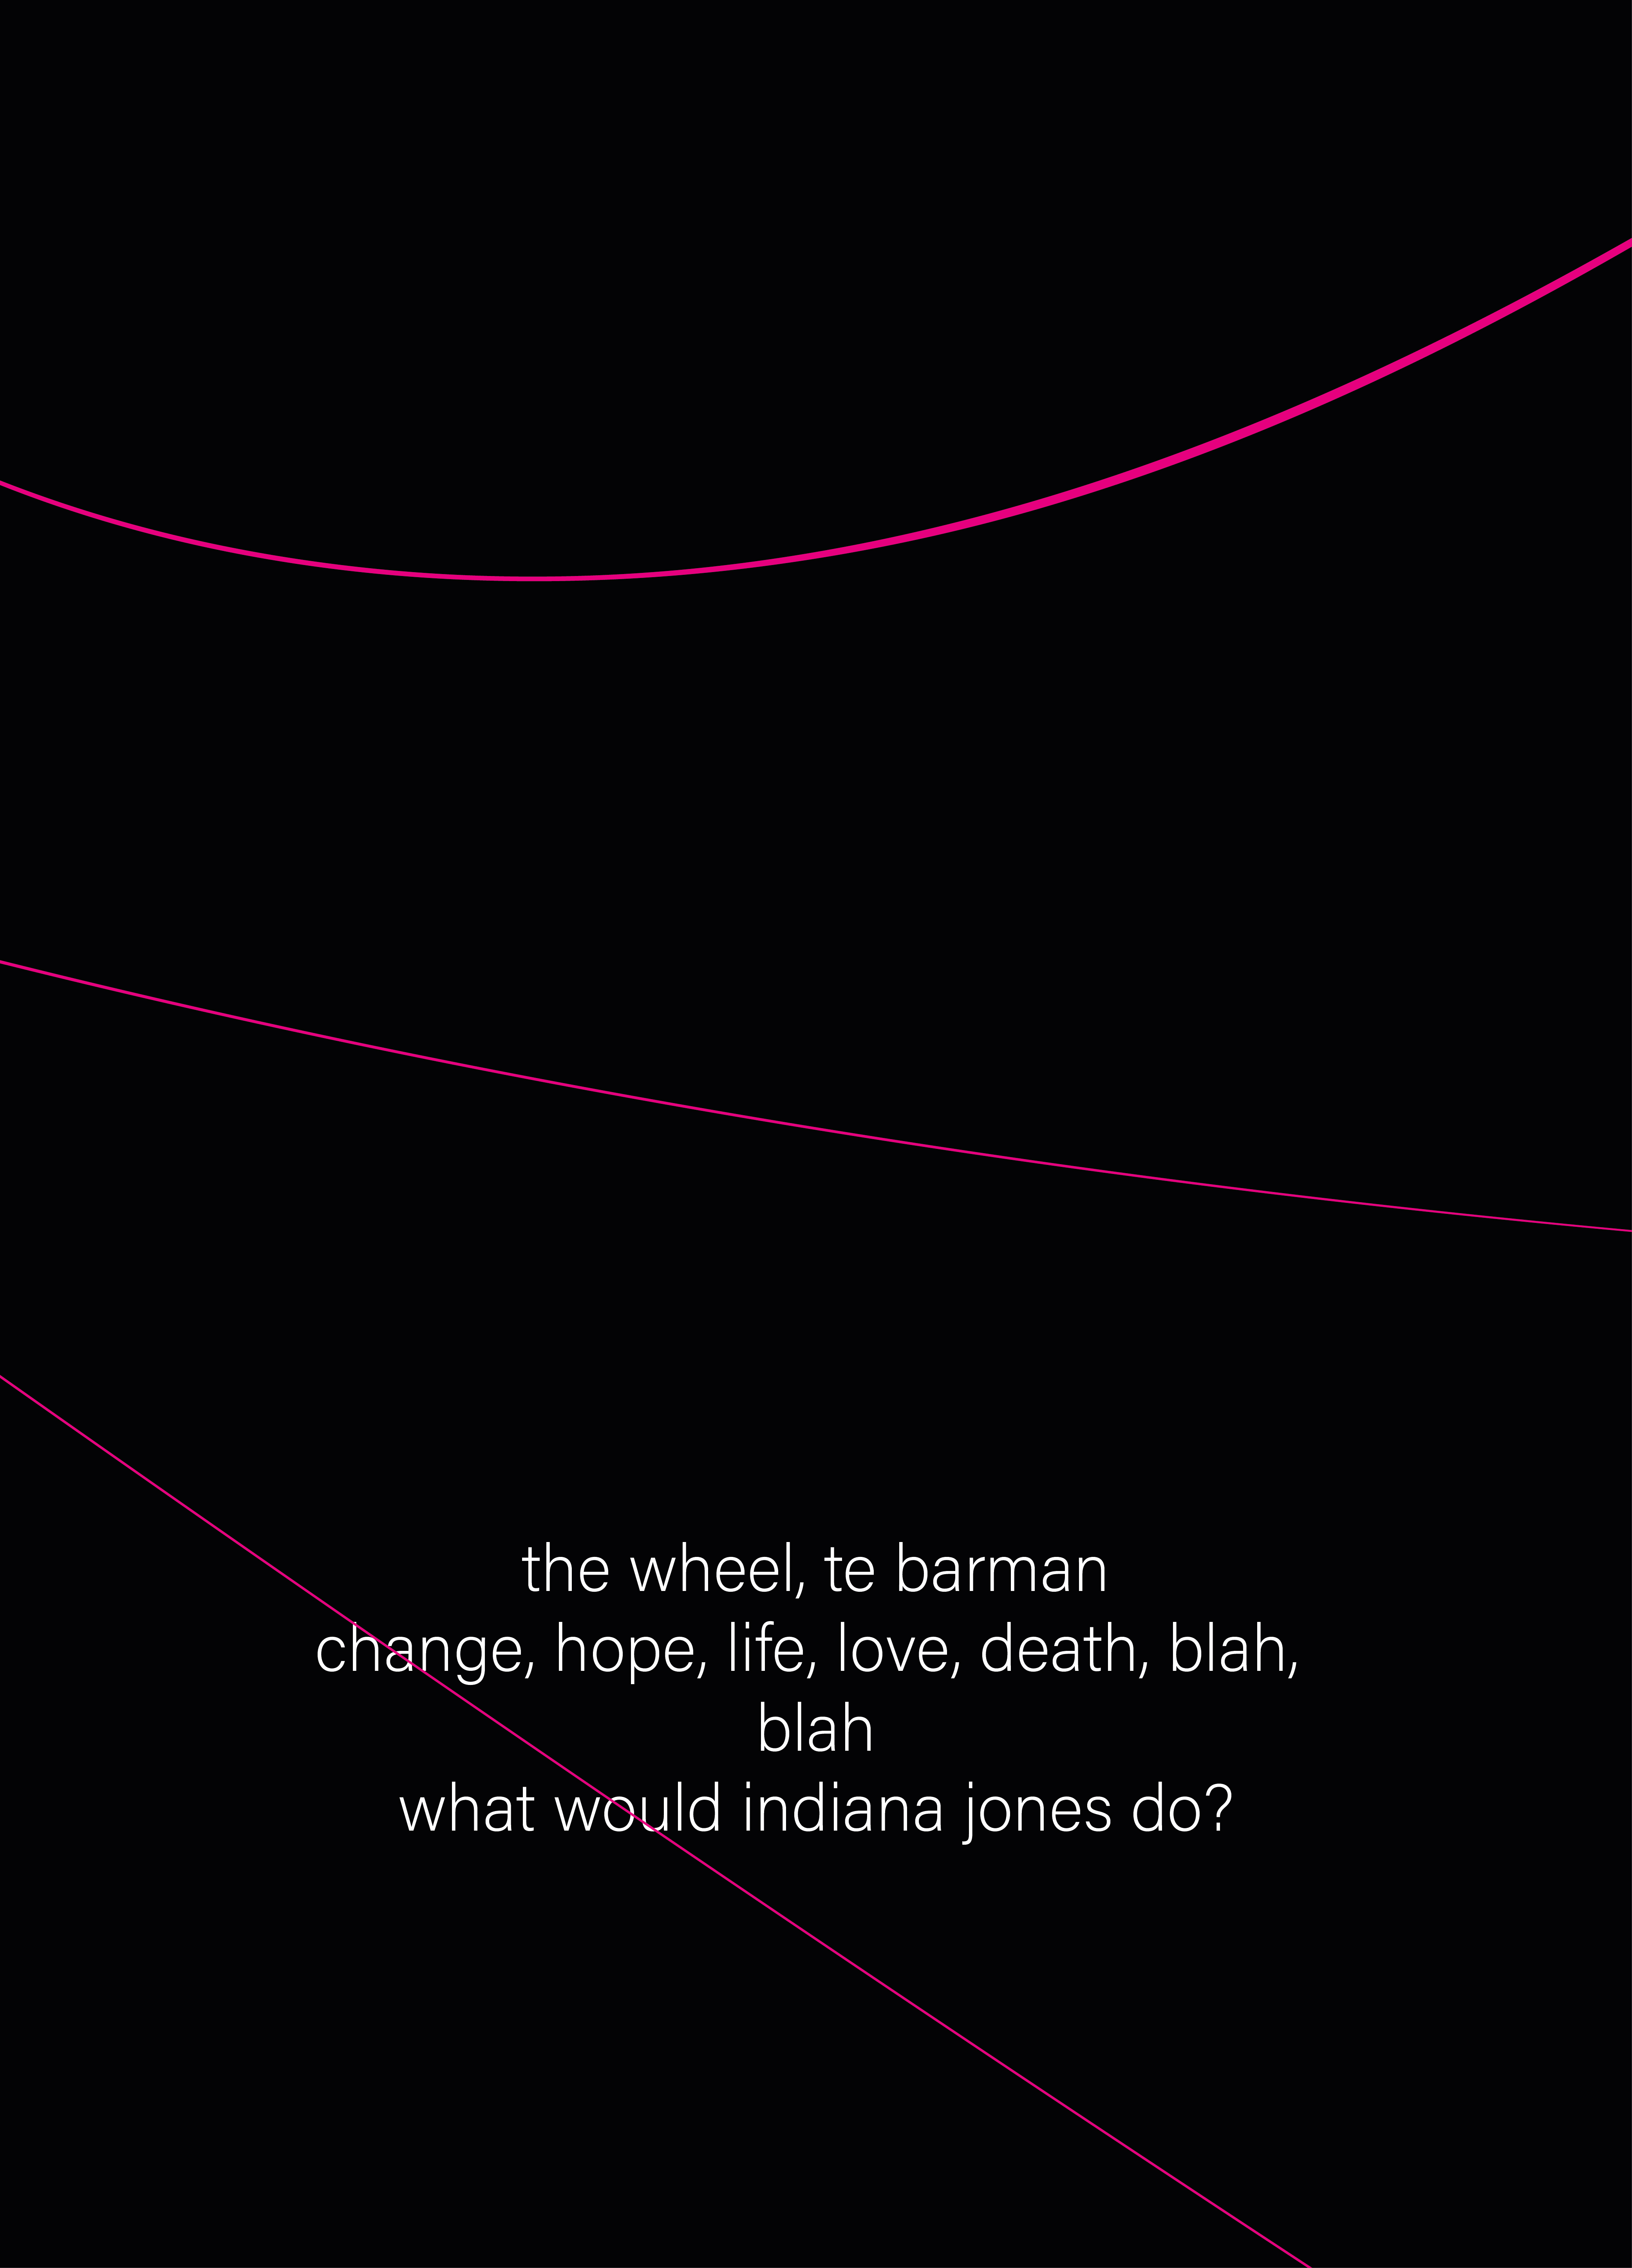 the wheel, te barman
change, hope, life, love, death, blah,
blah
what would indiana jones do?